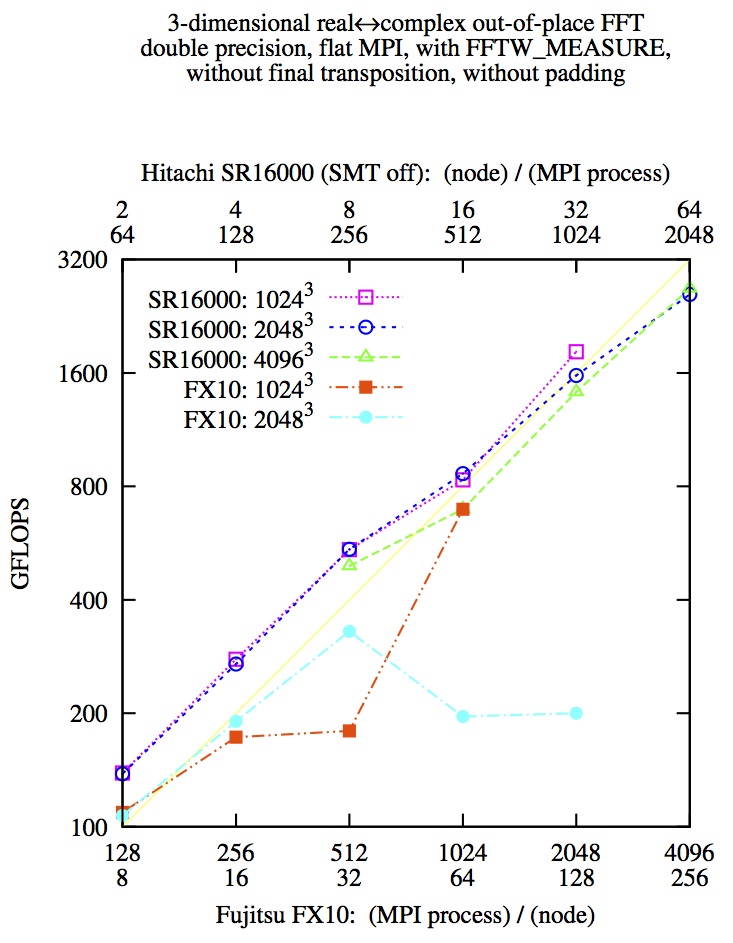 3-dimensional real↔complex out-of-place FFT
double precision, flat MPI, with FFTW_MEASURE,
without final transposition, without padding
Hitachi SR16000 (SMT off): (node) / (MPI process)
2 4 8 16 32 64
64 128 256 512 1024 2048
3200
SR16000: 1024³
SR16000: 2048³
SR16000: 4096³
1600
FX10: 1024³
FX10: 2048³
800
GFLOPS
400
200
100
128 256 512 1024 2048 4096
8 16 32 64 128 256
Fujitsu FX10: (MPI process) / (node)